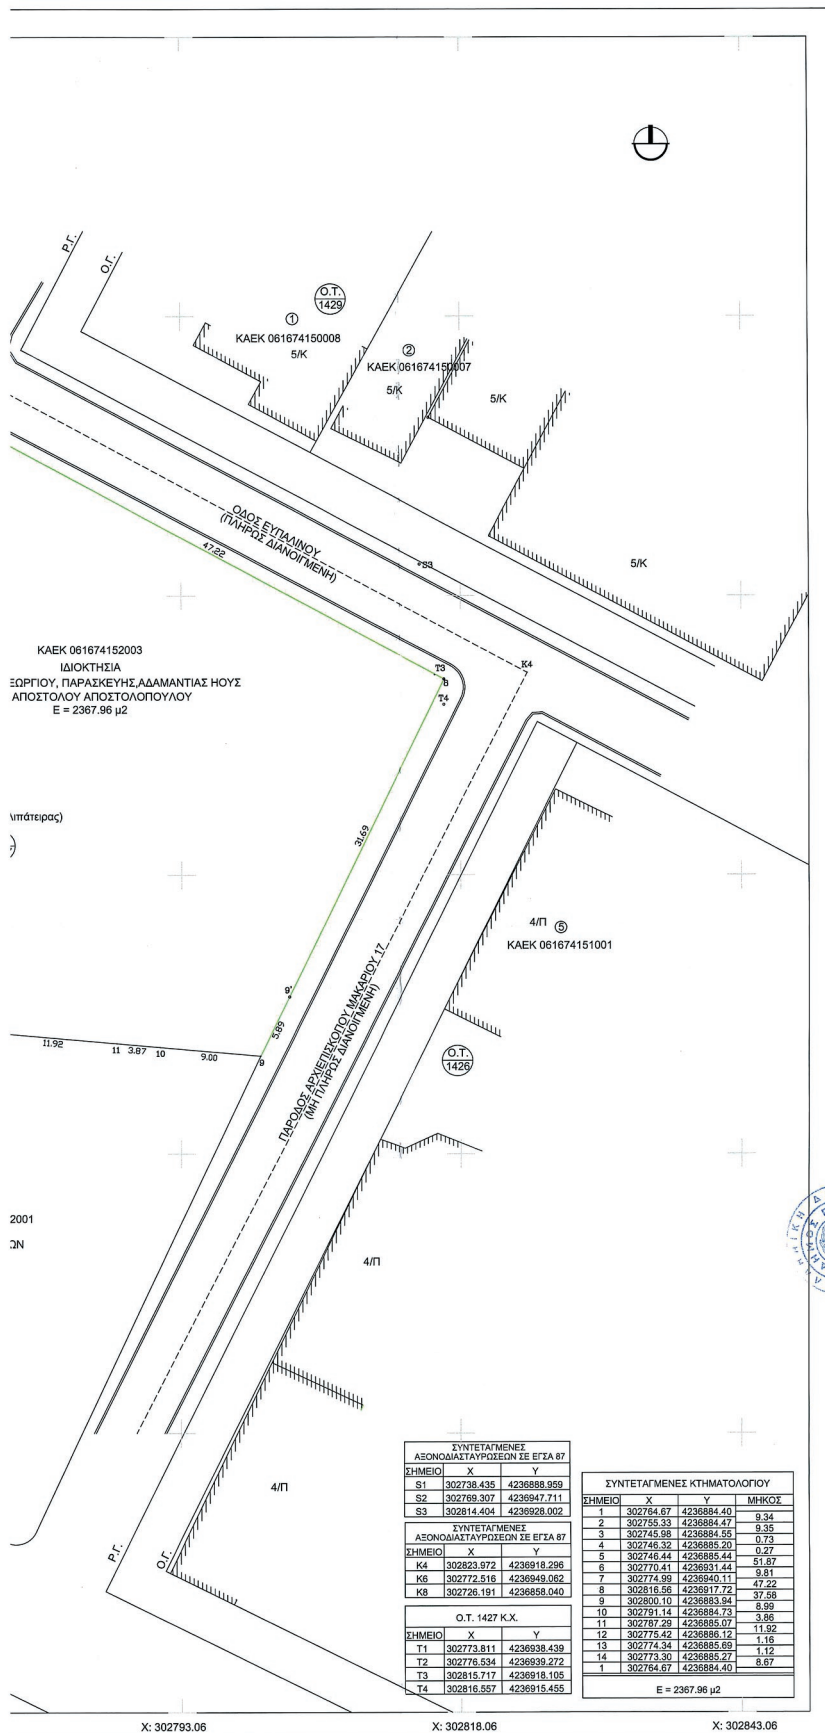 Ρ.Γ.
Ο.Γ.
Ο.Τ.
1429
1
ΚΑΕΚ 061674150008
5/Κ
2
ΚΑΕΚ 061674150007
5/Κ
5/Κ
ΟΔΟΣ ΕΥΠΑΛΙΝΟΥ
(ΠΛΗΡΩΣ ΔΙΑΝΟΙΓΜΕΝΗ)
47.22
S3
5/Κ
ΚΑΕΚ 061674152003
ΙΔΙΟΚΤΗΣΙΑ
ΕΩΡΓΙΟΥ, ΠΑΡΑΣΚΕΥΗΣ,ΑΔΑΜΑΝΤΙΑΣ ΗΟΥΣ
ΑΠΟΣΤΟΛΟΥ ΑΠΟΣΤΟΛΟΠΟΥΛΟΥ
Ε = 2367.96 μ2
T3
8
T4
K4
λιπάτειρας)
31.69
4/Π
5
ΚΑΕΚ 061674151001
9'
5.89
ΠΑΡΟΔΟΣ ΑΡΧΙΕΠΙΣΚΟΠΟΥ ΜΑΚΑΡΙΟΥ 17
(ΜΗ ΠΛΗΡΩΣ ΔΙΑΝΟΙΓΜΕΝΗ)
11.92 11 3.87 10 9.00 9
Ο.Τ.
1426
2001
ΩΝ
4/Π
4/Π
Ρ.Γ.
Ο.Γ.
ΣΥΝΤΕΤΑΓΜΕΝΕΣ
ΑΞΟΝΟΔΙΑΣΤΑΥΡΩΣΕΩΝ ΣΕ ΕΓΣΑ 87
ΣΗΜΕΙΟ X Y
S1 302738.435 4236888.959
S2 302769.307 4236947.711
S3 302814.404 4236928.002
ΣΥΝΤΕΤΑΓΜΕΝΕΣ
ΑΞΟΝΟΔΙΑΣΤΑΥΡΩΣΕΩΝ ΣΕ ΕΓΣΑ 87
ΣΗΜΕΙΟ X Y
K4 302823.972 4236918.296
K6 302772.516 4236949.062
K8 302726.191 4236858.040
Ο.Τ. 1427 Κ.Χ.
ΣΗΜΕΙΟ X Y
T1 302773.811 4236938.439
T2 302776.534 4236939.272
T3 302815.717 4236918.105
T4 302816.557 4236915.455
ΣΥΝΤΕΤΑΓΜΕΝΕΣ ΚΤΗΜΑΤΟΛΟΓΙΟΥ
ΣΗΜΕΙΟ X Y ΜΗΚΟΣ
1 302764.67 4236884.40
9.34
2 302755.33 4236884.47
9.35
3 302745.98 4236884.55
0.73
4 302746.32 4236885.20
0.27
5 302746.44 4236885.44
51.87
6 302770.41 4236931.44
9.81
7 302774.99 4236940.11
47.22
8 302816.56 4236917.72
37.58
9 302800.10 4236883.94
8.99
10 302791.14 4236884.73
3.86
11 302787.29 4236885.07
11.92
12 302775.42 4236886.12
1.16
13 302774.34 4236885.69
1.12
14 302773.30 4236885.27
8.67
1 302764.67 4236884.40
Ε = 2367.96 μ2
X: 302793.06 X: 302818.06 X: 302843.06